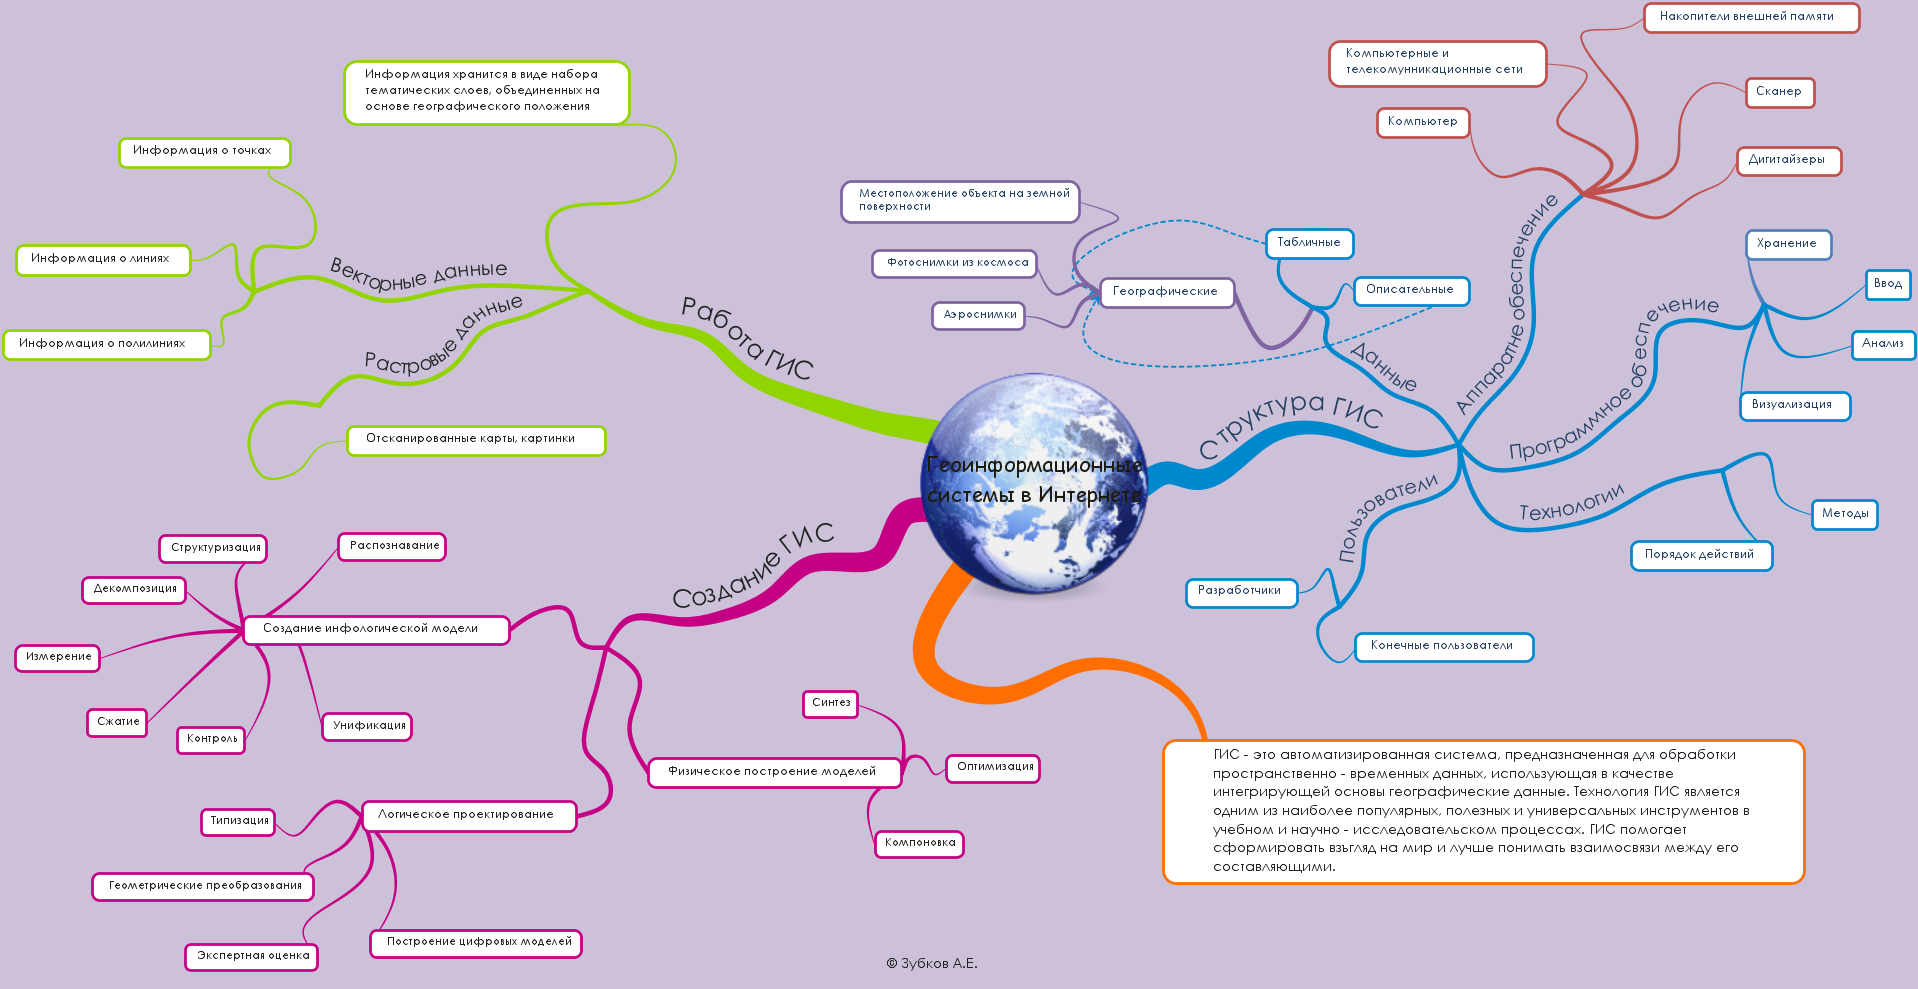 Геоинформационные
системы в Интернете
Работа ГИС
Информация хранится в виде набора
тематических слоев, объединенных на
основе географического положения
Векторные данные
Информация о точках
Информация о линиях
Информация о полилиниях
Растровые данные
Отсканированные карты, картинки
Структура ГИС
Данные
Табличные
Описательные
Географические
Местоположение объекта на земной
поверхности
Фотоснимки из космоса
Аэроснимки
Аппаратне обеспечение
Накопители внешней памяти
Компьютерные и
телекомунникационные сети
Компьютер
Сканер
Дигитайзеры
Программное обеспечение
Хранение
Ввод
Анализ
Визуализация
Технологии
Методы
Порядок действий
Пользователи
Разработчики
Конечные пользователи
Создание ГИС
Создание инфологической модели
Распознавание
Структуризация
Декомпозиция
Измерение
Сжатие
Контроль
Унификация
Физическое построение моделей
Синтез
Оптимизация
Компоновка
Логическое проектирование
Типизация
Геометрические преобразования
Экспертная оценка
Построение цифровых моделей
ГИС - это автоматизированная система, предназначенная для обработки
пространственно - временных данных, использующая в качестве
интегрирующей основы географические данные. Технология ГИС является
одним из наиболее популярных, полезных и универсальных инструментов в
учебном и научно - исследовательском процессах. ГИС помогает
сформировать взъгляд на мир и лучше понимать взаимосвязи между его
составляющими.
© Зубков А.Е.